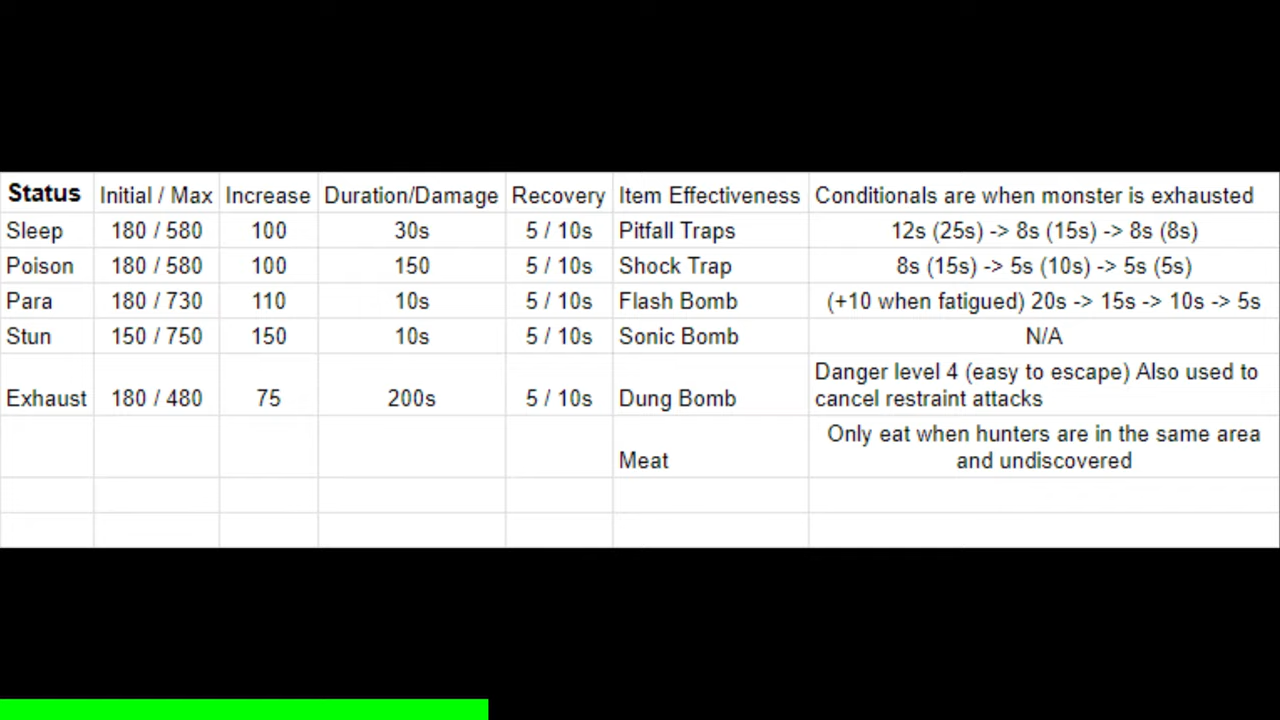 Status Initial / Max Increase Duration/Damage Recovery Item Effectiveness Conditionals are when monster is exhausted
Sleep 180 / 580 100 30s 5 / 10s Pitfall Traps 12s (25s) -> 8s (15s) -> 8s (8s)
Poison 180 / 580 100 150 5 / 10s Shock Trap 8s (15s) -> 5s (10s) -> 5s (5s)
Para 180 / 730 110 10s 5 / 10s Flash Bomb (+10 when fatigued) 20s -> 15s -> 10s -> 5s
Stun 150 / 750 150 10s 5 / 10s Sonic Bomb N/A
Exhaust 180 / 480 75 200s 5 / 10s Dung Bomb Danger level 4 (easy to escape) Also used to
cancel restraint attacks
Meat Only eat when hunters are in the same area
and undiscovered